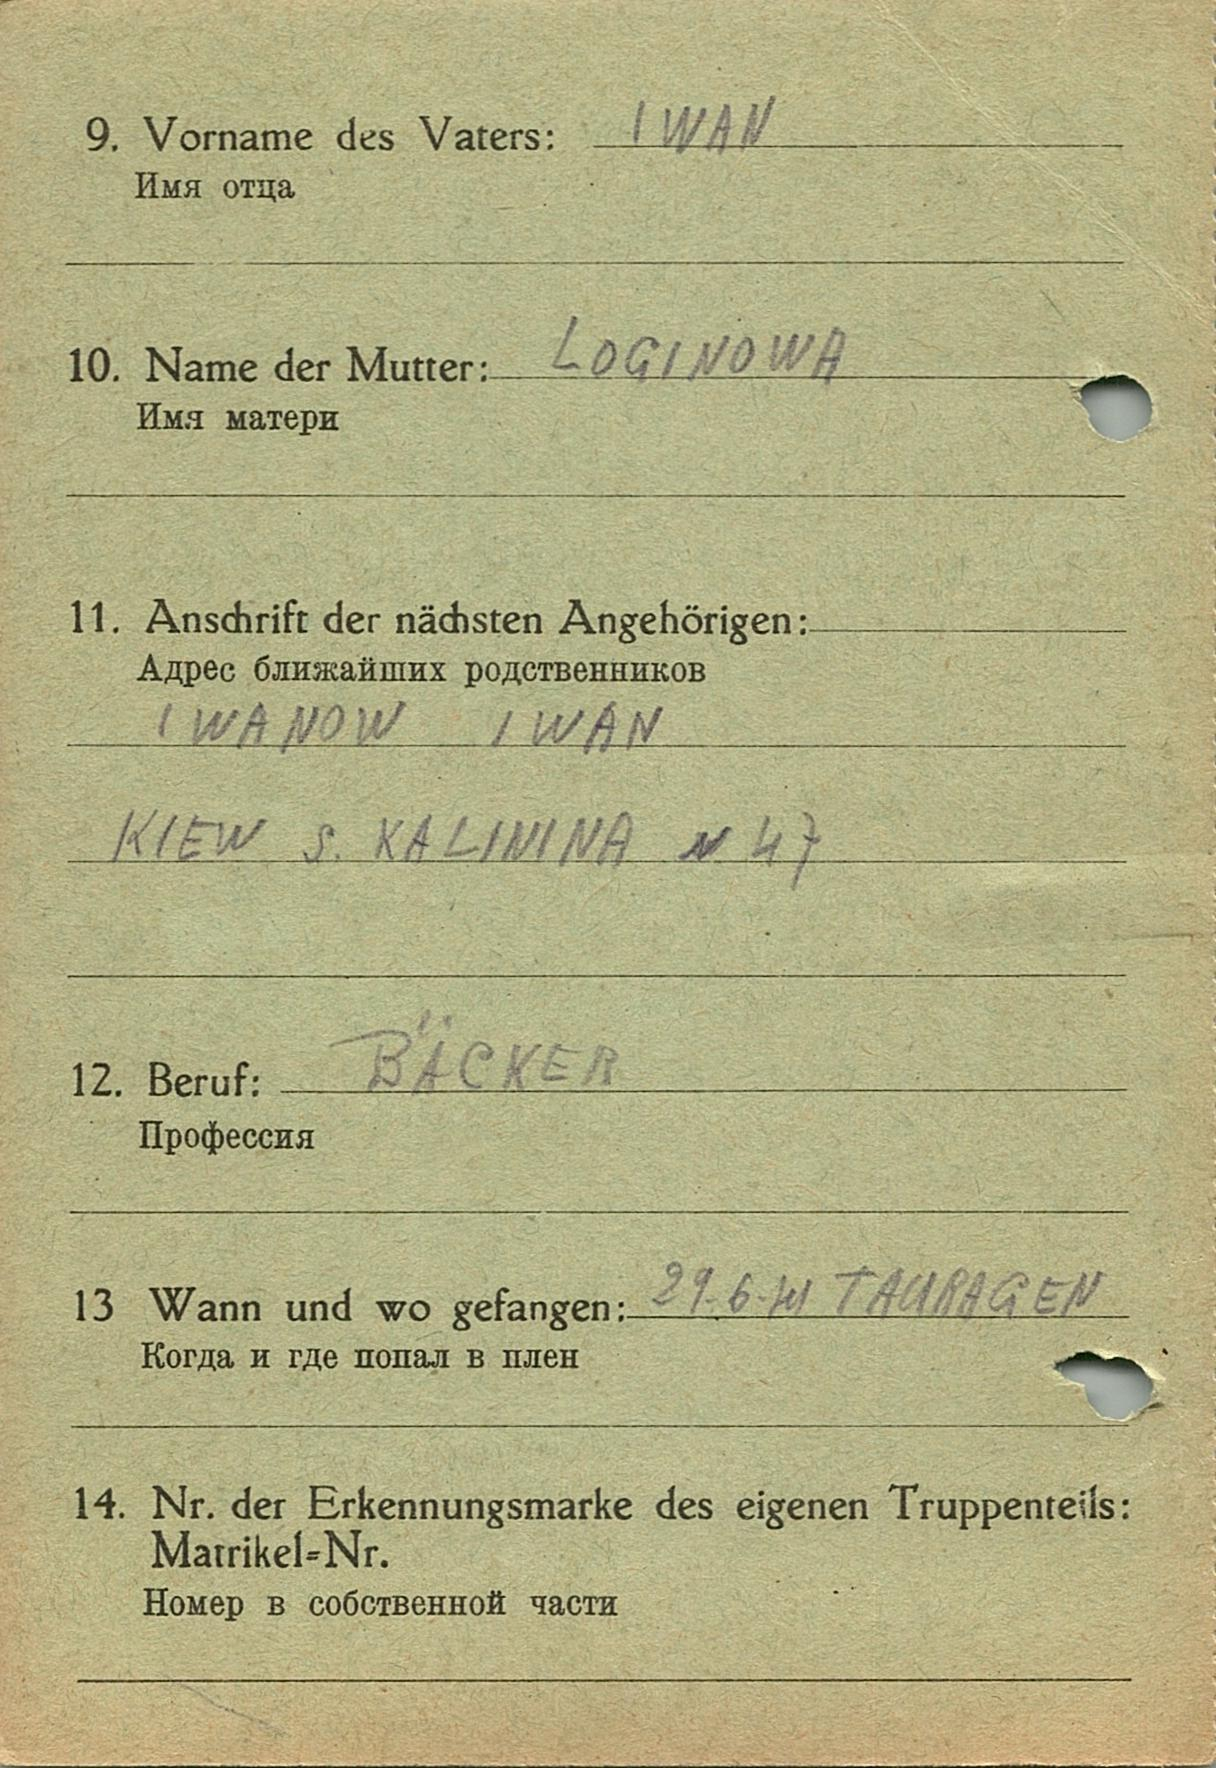 9. Vorname des Vaters: IWAN
Имя отца
10. Name der Mutter: LOGINOWA
Имя матери
11. Anschrift der nächsten Angehörigen:
Адрес ближайших родственников
IWANOW IWAN
KIEW S. KALININA N 47
12. Beruf: BÄCKER
Профессия
13 Wann und wo gefangen: 29.6.41 TAURAGEN
Когда и где попал в плен
14. Nr. der Erkennungsmarke des eigenen Truppenteils:
Matrikel=Nr.
Номер в собственной части